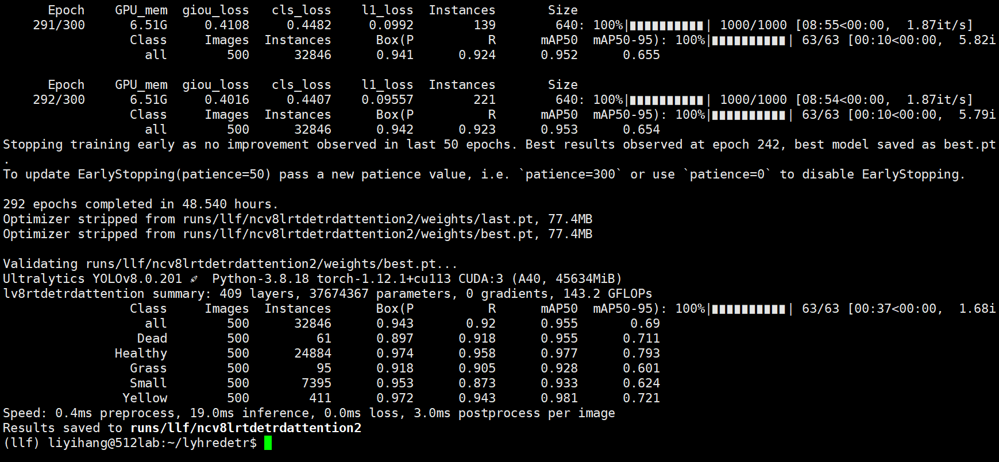 Epoch GPU_mem giou_loss cls_loss l1_loss Instances Size
291/300 6.51G 0.4108 0.4482 0.0992 139 640: 100%|██████████| 1000/1000 [08:55<00:00, 1.87it/s]
Class Images Instances Box(P R mAP50 mAP50-95): 100%|██████████| 63/63 [00:10<00:00, 5.82i
all 500 32846 0.941 0.924 0.952 0.655
Epoch GPU_mem giou_loss cls_loss l1_loss Instances Size
292/300 6.51G 0.4016 0.4407 0.09557 221 640: 100%|██████████| 1000/1000 [08:54<00:00, 1.87it/s]
Class Images Instances Box(P R mAP50 mAP50-95): 100%|██████████| 63/63 [00:10<00:00, 5.79i
all 500 32846 0.942 0.923 0.953 0.654
Stopping training early as no improvement observed in last 50 epochs. Best results observed at epoch 242, best model saved as best.pt
.
To update EarlyStopping(patience=50) pass a new patience value, i.e. `patience=300` or use `patience=0` to disable EarlyStopping.
292 epochs completed in 48.540 hours.
Optimizer stripped from runs/llf/ncv8lrtdetrdattention2/weights/last.pt, 77.4MB
Optimizer stripped from runs/llf/ncv8lrtdetrdattention2/weights/best.pt, 77.4MB
Validating runs/llf/ncv8lrtdetrdattention2/weights/best.pt...
Ultralytics YOLOv8.0.201 🚀 Python-3.8.18 torch-1.12.1+cu113 CUDA:3 (A40, 45634MiB)
lv8rtdetrdattention summary: 409 layers, 37674367 parameters, 0 gradients, 143.2 GFLOPs
Class Images Instances Box(P R mAP50 mAP50-95): 100%|██████████| 63/63 [00:37<00:00, 1.68i
all 500 32846 0.943 0.92 0.955 0.69
Dead 500 61 0.897 0.918 0.955 0.711
Healthy 500 24884 0.974 0.958 0.977 0.793
Grass 500 95 0.918 0.905 0.928 0.601
Small 500 7395 0.953 0.873 0.933 0.624
Yellow 500 411 0.972 0.943 0.981 0.721
Speed: 0.4ms preprocess, 19.0ms inference, 0.0ms loss, 3.0ms postprocess per image
Results saved to runs/llf/ncv8lrtdetrdattention2
(llf) liyihang@512lab:~/lyhredetr$